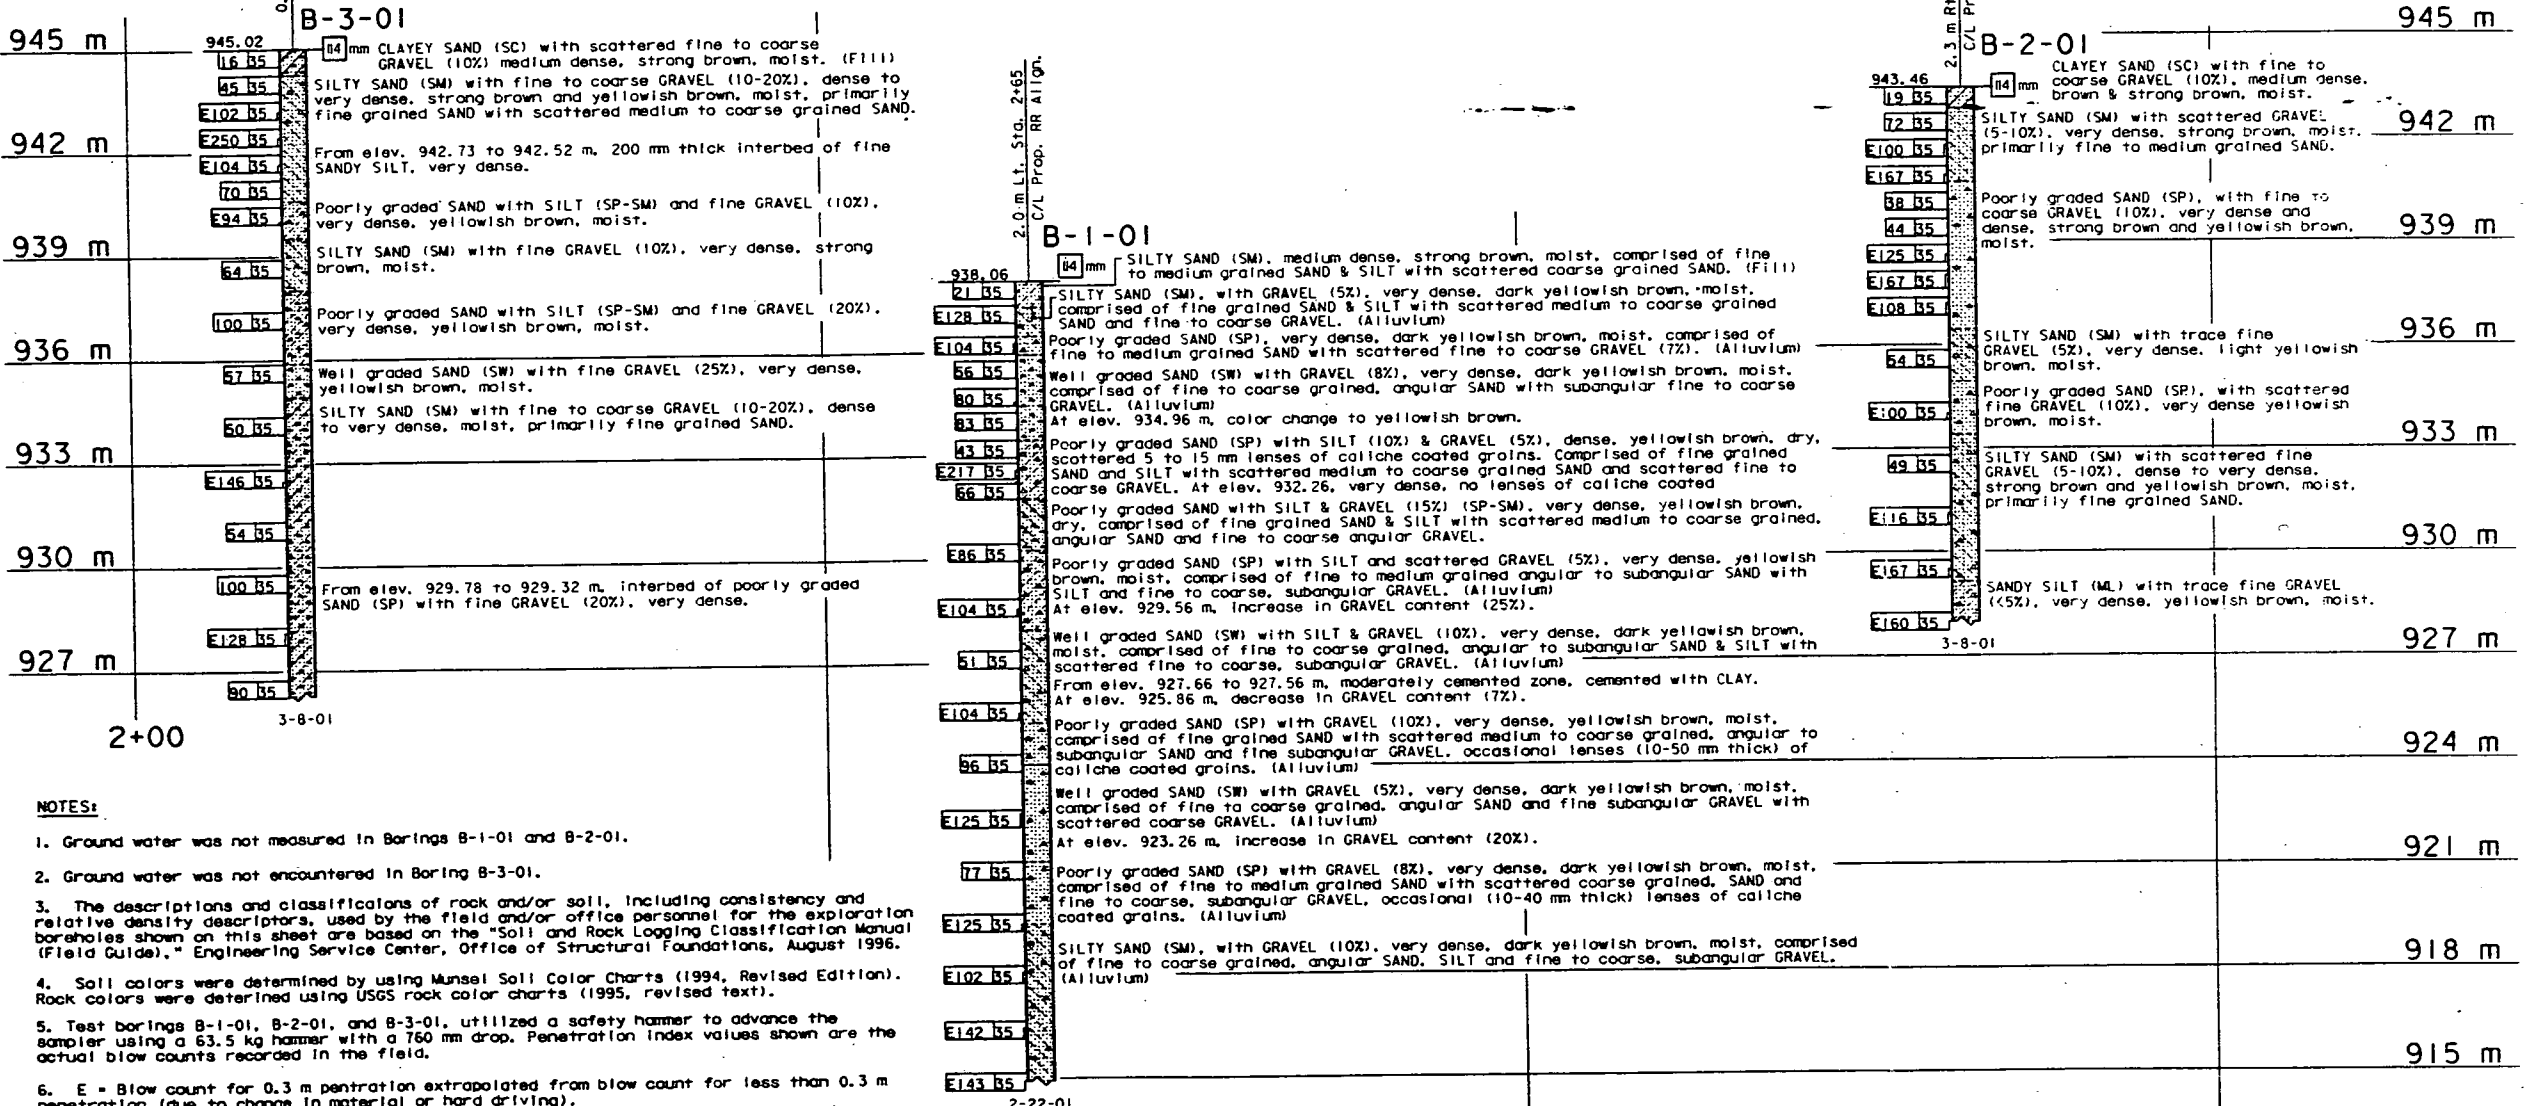 B-3-01
945 m
945.02
114 mm CLAYEY SAND (SC) with scattered fine to coarse
GRAVEL (10%) medium dense, strong brown, moist. (Fill)
16 35
SILTY SAND (SM) with fine to coarse GRAVEL (10-20%), dense to
very dense, strong brown and yellowish brown, moist, primarily
fine grained SAND with scattered medium to coarse grained SAND.
45 35
E102 35
942 m
E250 35
From elev. 942.73 to 942.52 m, 200 mm thick interbed of fine
SANDY SILT, very dense.
E104 35
70 35
Poorly graded SAND with SILT (SP-SM) and fine GRAVEL (10%),
very dense, yellowish brown, moist.
E94 35
939 m
SILTY SAND (SM) with fine GRAVEL (10%), very dense, strong
brown, moist.
64 35
Poorly graded SAND with SILT (SP-SM) and fine GRAVEL (20%),
very dense, yellowish brown, moist.
100 35
936 m
Well graded SAND (SW) with fine GRAVEL (25%), very dense,
yellowish brown, moist.
57 35
SILTY SAND (SM) with fine to coarse GRAVEL (10-20%), dense
to very dense, moist, primarily fine grained SAND.
50 35
933 m
E146 35
54 35
930 m
100 35
From elev. 929.78 to 929.32 m, interbed of poorly graded
SAND (SP) with fine GRAVEL (20%), very dense.
E128 35
927 m
90 35
3-8-01
2+00
2.0 m Lt. Sta. 2+65
C/L Prop. RR Align.
B-1-01
938.06
114 mm
SILTY SAND (SM), medium dense, strong brown, moist, comprised of fine
to medium grained SAND & SILT with scattered coarse grained SAND. (Fill)
21 35
SILTY SAND (SM), with GRAVEL (5%), very dense, dark yellowish brown, moist,
comprised of fine grained SAND & SILT with scattered medium to coarse grained
SAND and fine to coarse GRAVEL. (Alluvium)
E128 35
Poorly graded SAND (SP), very dense, dark yellowish brown, moist, comprised of
fine to medium grained SAND with scattered fine to coarse GRAVEL (7%). (Alluvium)
E104 35
Well graded SAND (SW) with GRAVEL (8%), very dense, dark yellowish brown, moist,
comprised of fine to coarse grained, angular SAND with subangular fine to coarse
GRAVEL. (Alluvium)
56 35
80 35
At elev. 934.96 m, color change to yellowish brown.
83 35
Poorly graded SAND (SP) with SILT (10%) & GRAVEL (5%), dense, yellowish brown, dry,
scattered 5 to 15 mm lenses of caliche coated grains. Comprised of fine grained
SAND and SILT with scattered medium to coarse grained SAND and scattered fine to
coarse GRAVEL. At elev. 932.26, very dense, no lenses of caliche coated
43 35
E217 35
66 35
Poorly graded SAND with SILT & GRAVEL (15%) (SP-SM), very dense, yellowish brown,
dry, comprised of fine grained SAND & SILT with scattered medium to coarse grained,
angular SAND and fine to coarse angular GRAVEL.
E86 35
Poorly graded SAND (SP) with SILT and scattered GRAVEL (5%), very dense, yellowish
brown, moist, comprised of fine to medium grained angular to subangular SAND with
SILT and fine to coarse, subangular GRAVEL. (Alluvium)
At elev. 929.56 m, increase in GRAVEL content (25%).
E104 35
Well graded SAND (SW) with SILT & GRAVEL (10%), very dense, dark yellowish brown,
moist, comprised of fine to coarse grained, angular to subangular SAND & SILT with
scattered fine to coarse, subangular GRAVEL. (Alluvium)
51 35
From elev. 927.66 to 927.56 m, moderately cemented zone, cemented with CLAY.
At elev. 925.86 m, decrease in GRAVEL content (7%).
E104 35
Poorly graded SAND (SP) with GRAVEL (10%), very dense, yellowish brown, moist,
comprised of fine grained SAND with scattered medium to coarse grained, angular to
subangular SAND and fine subangular GRAVEL, occasional lenses (10-50 mm thick) of
caliche coated grains. (Alluvium)
96 35
Well graded SAND (SW) with GRAVEL (5%), very dense, dark yellowish brown, moist,
comprised of fine to coarse grained, angular SAND and fine subangular GRAVEL with
scattered coarse GRAVEL. (Alluvium)
E125 35
At elev. 923.26 m, increase in GRAVEL content (20%).
77 35
Poorly graded SAND (SP) with GRAVEL (8%), very dense, dark yellowish brown, moist,
comprised of fine to medium grained SAND with scattered coarse grained, SAND and
fine to coarse, subangular GRAVEL, occasional (10-40 mm thick) lenses of caliche
coated grains. (Alluvium)
E125 35
SILTY SAND (SM), with GRAVEL (10%), very dense, dark yellowish brown, moist, comprised
of fine to coarse grained, angular SAND, SILT and fine to coarse, subangular GRAVEL.
(Alluvium)
E102 35
E142 35
E143 35
2-22-01
2.3 m Rt
C/L Pr
B-2-01
943.46
114 mm
CLAYEY SAND (SC) with fine to
coarse GRAVEL (10%), medium dense,
brown & strong brown, moist.
19 35
72 35
SILTY SAND (SM) with scattered GRAVEL
(5-10%), very dense, strong brown, moist,
primarily fine to medium grained SAND.
E100 35
E167 35
38 35
Poorly graded SAND (SP), with fine to
coarse GRAVEL (10%), very dense and
dense, strong brown and yellowish brown,
moist.
44 35
E125 35
E167 35
E108 35
SILTY SAND (SM) with trace fine
GRAVEL (5%), very dense, light yellowish
brown, moist.
54 35
Poorly graded SAND (SP), with scattered
fine GRAVEL (10%), very dense yellowish
brown, moist.
E100 35
49 35
SILTY SAND (SM) with scattered fine
GRAVEL (5-10%), dense to very dense,
strong brown and yellowish brown, moist,
primarily fine grained SAND.
E116 35
E167 35
SANDY SILT (ML) with trace fine GRAVEL
(<5%), very dense, yellowish brown, moist.
E160 35
3-8-01
945 m
942 m
939 m
936 m
933 m
930 m
927 m
924 m
921 m
918 m
915 m
NOTES:
1. Ground water was not measured in Borings B-1-01 and B-2-01.
2. Ground water was not encountered in Boring B-3-01.
3. The descriptions and classificaions of rock and/or soil, including consistency and
relative density descriptors, used by the field and/or office personnel for the exploration
boreholes shown on this sheet are based on the "Soil and Rock Logging Classification Manual
(Field Guide)," Engineering Service Center, Office of Structural Foundations, August 1996.
4. Soil colors were determined by using Munsel Soil Color Charts (1994, Revised Edition).
Rock colors were deterined using USGS rock color charts (1995, revised text).
5. Test borings B-1-01, B-2-01, and B-3-01, utilized a safety hammer to advance the
sampler using a 63.5 kg hammer with a 760 mm drop. Penetration index values shown are the
actual blow counts recorded in the field.
6. E = Blow count for 0.3 m pentration extrapolated from blow count for less than 0.3 m
penetration (due to change in material or hard driving).